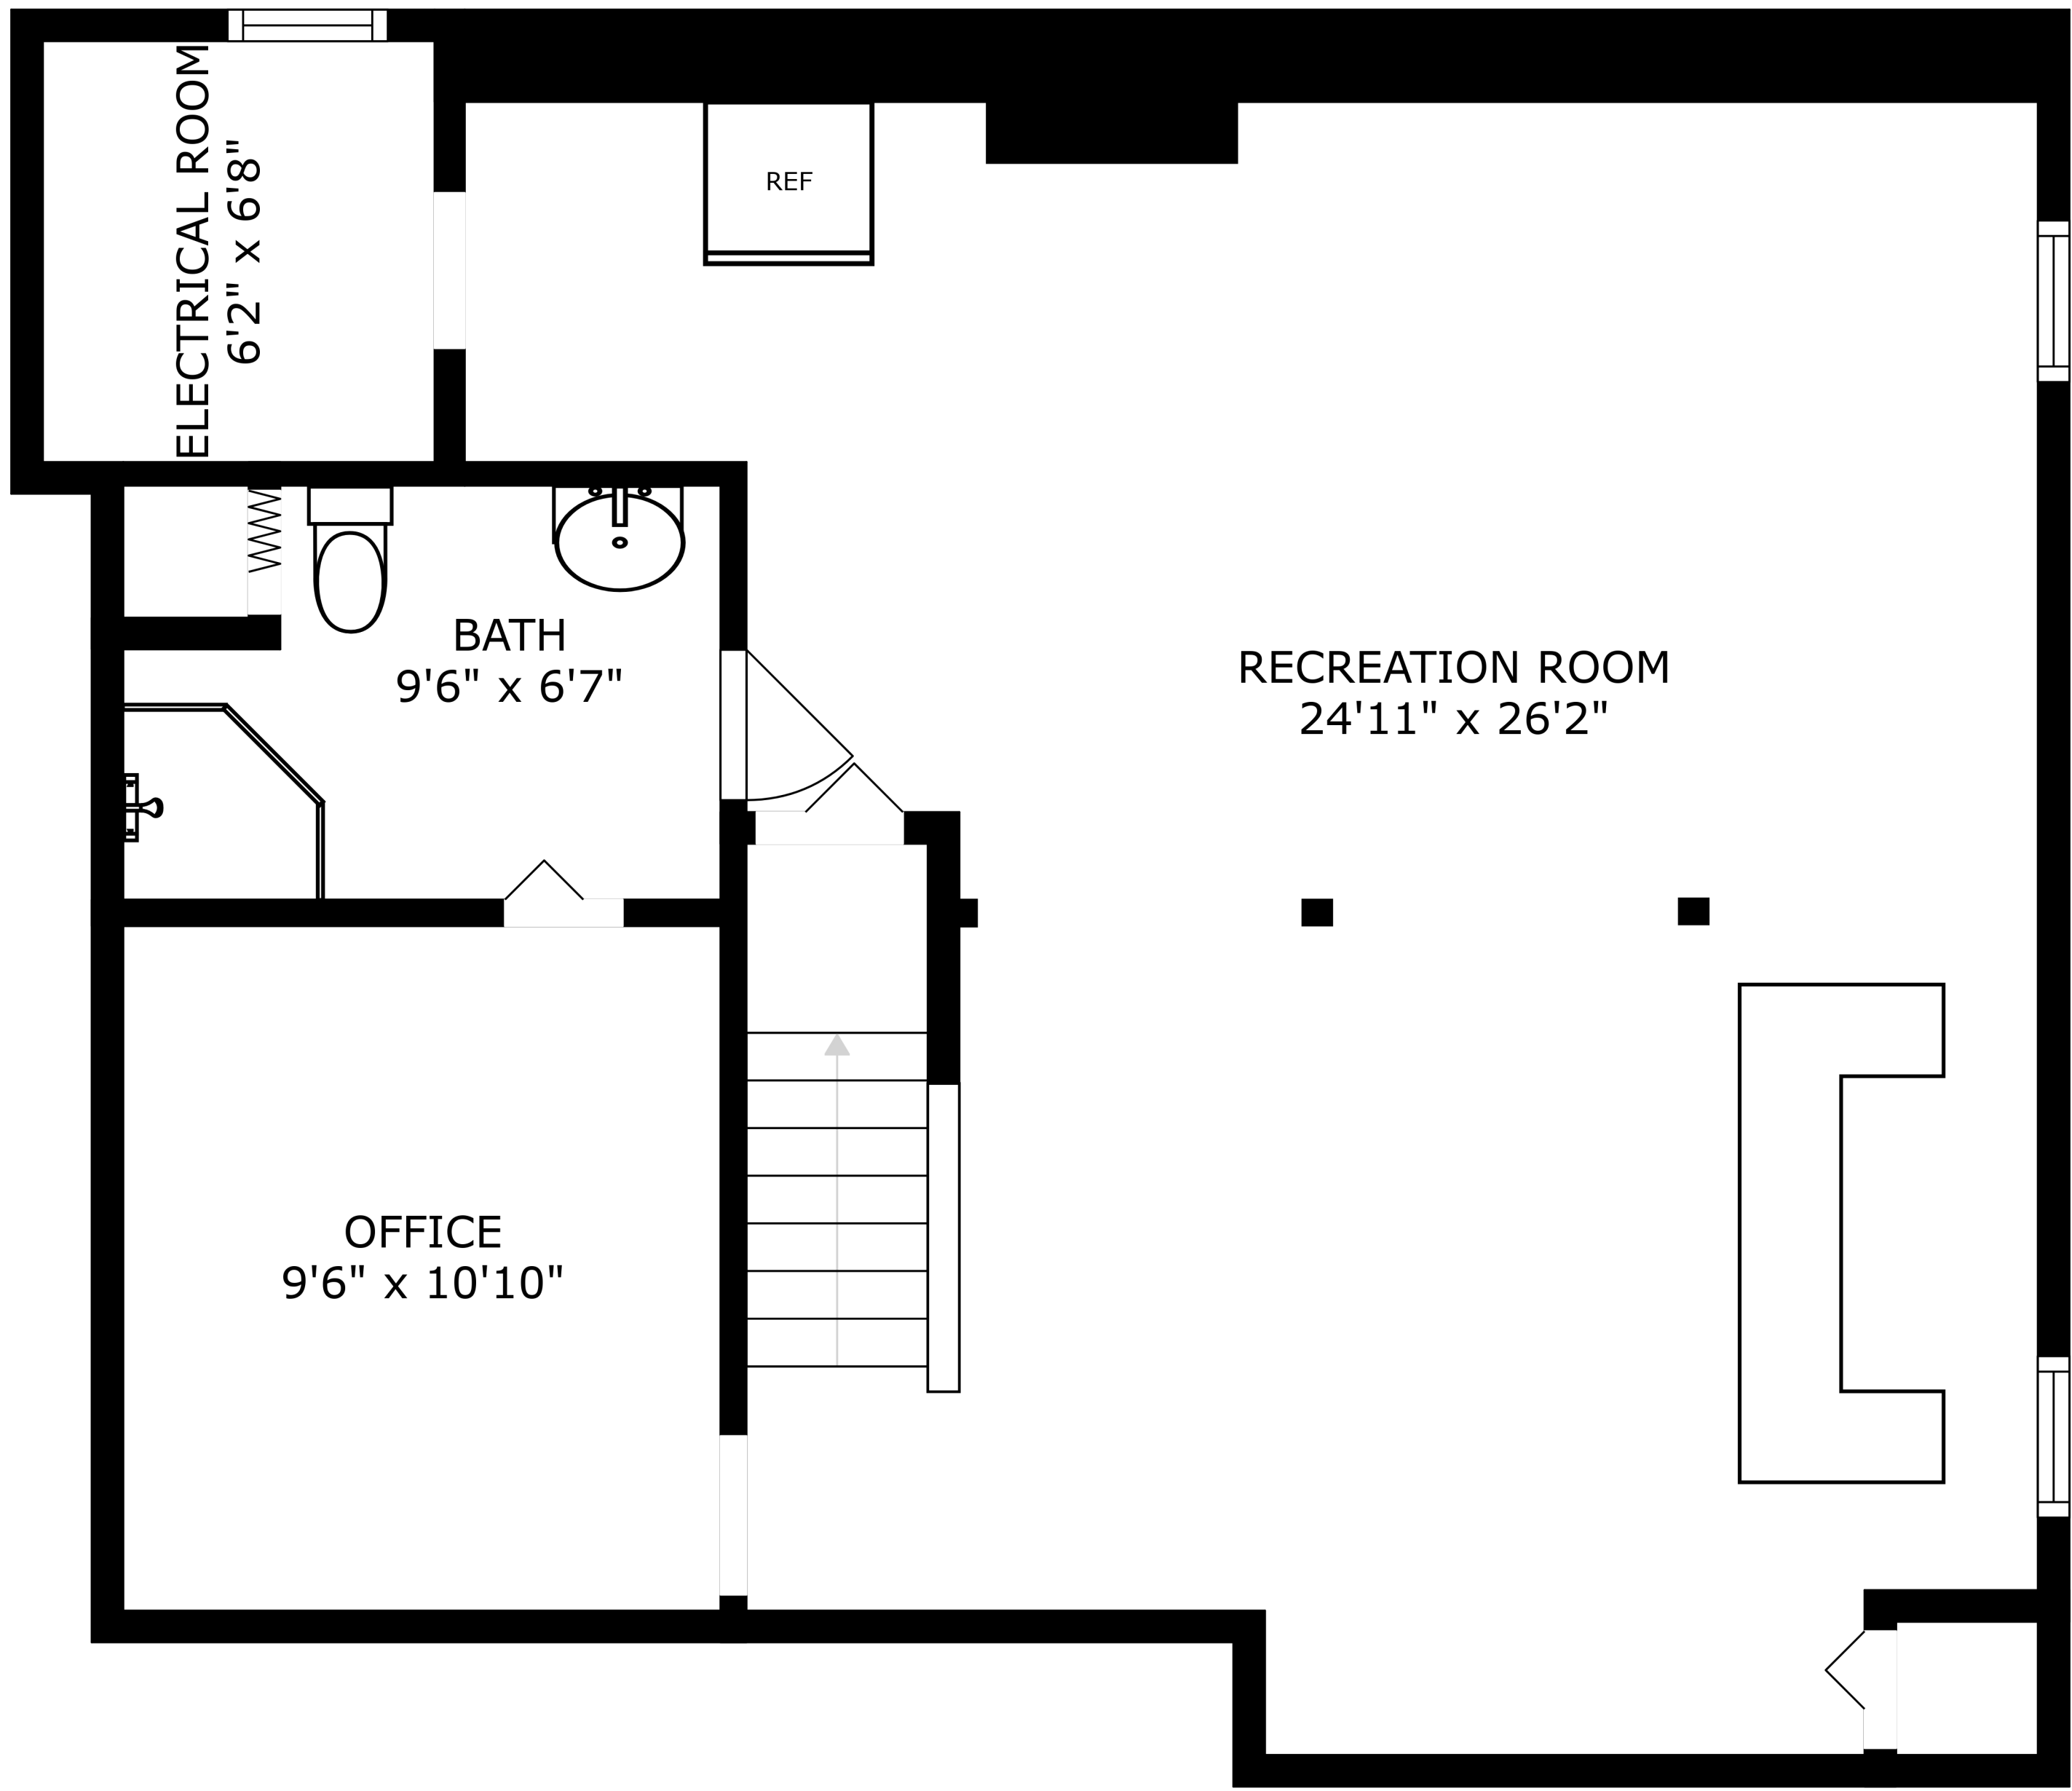 ELECTRICAL ROOM
6'2" x 6'8"
REF
BATH
9'6" x 6'7"
RECREATION ROOM
24'11" x 26'2"
OFFICE
9'6" x 10'10"